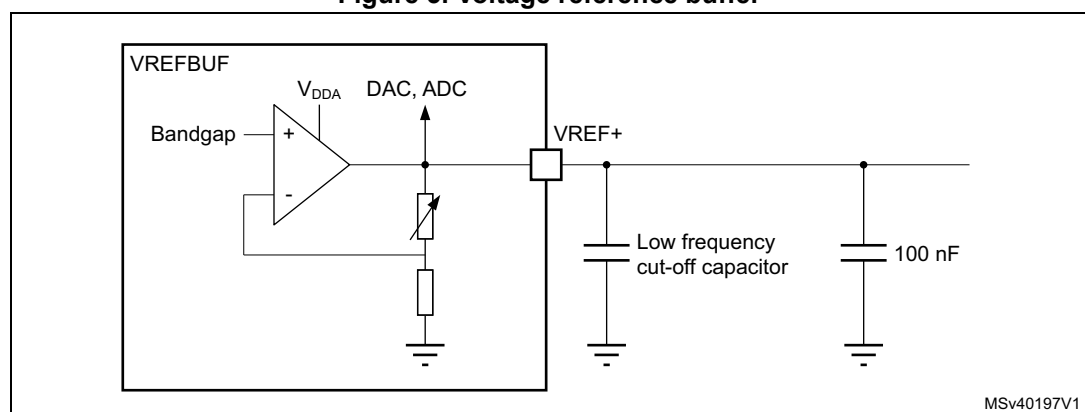 Figure 3. Voltage reference buffer
VREFBUF
VDDA
DAC, ADC
Bandgap
+
-
VREF+
Low frequency
cut-off capacitor
100 nF
MSv40197V1